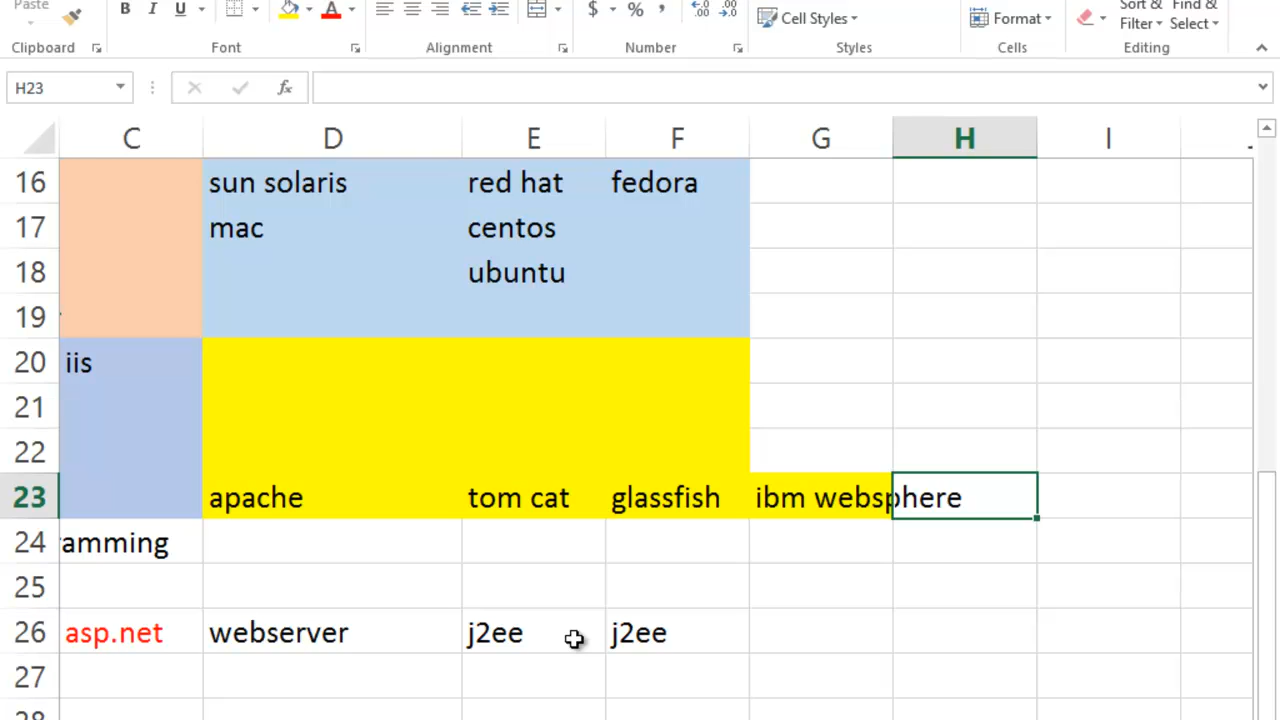 Paste
B I U A $ % , Cell Styles Format Sort & Find &
Filter Select
Clipboard Font Alignment Number Styles Cells Editing
H23 fx
C D E F G H I
16 sun solaris red hat fedora
17 mac centos
18 ubuntu
19
20 iis
21
22
23 apache tom cat glassfish ibm websphere
24 ramming
25
26 asp.net webserver j2ee j2ee
27
28